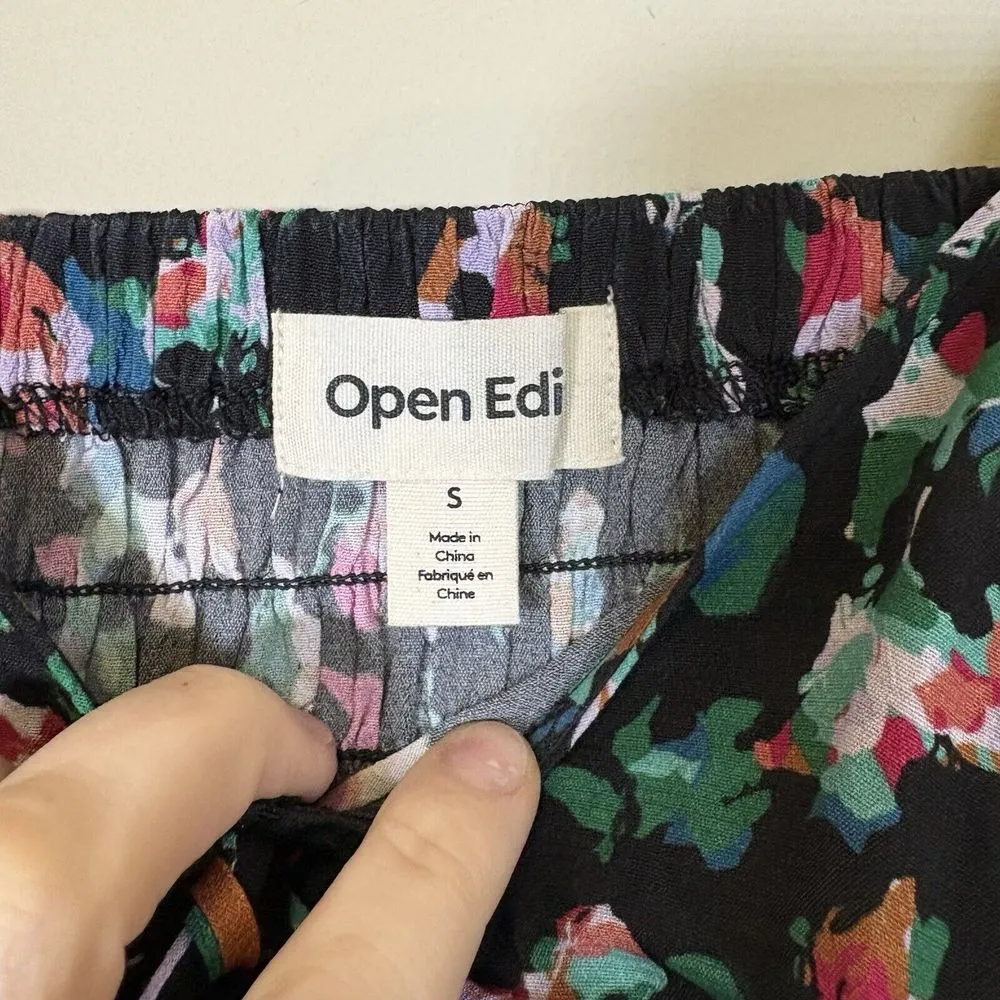 Open Edi
S
Made in
China
Fabriqué en
Chine